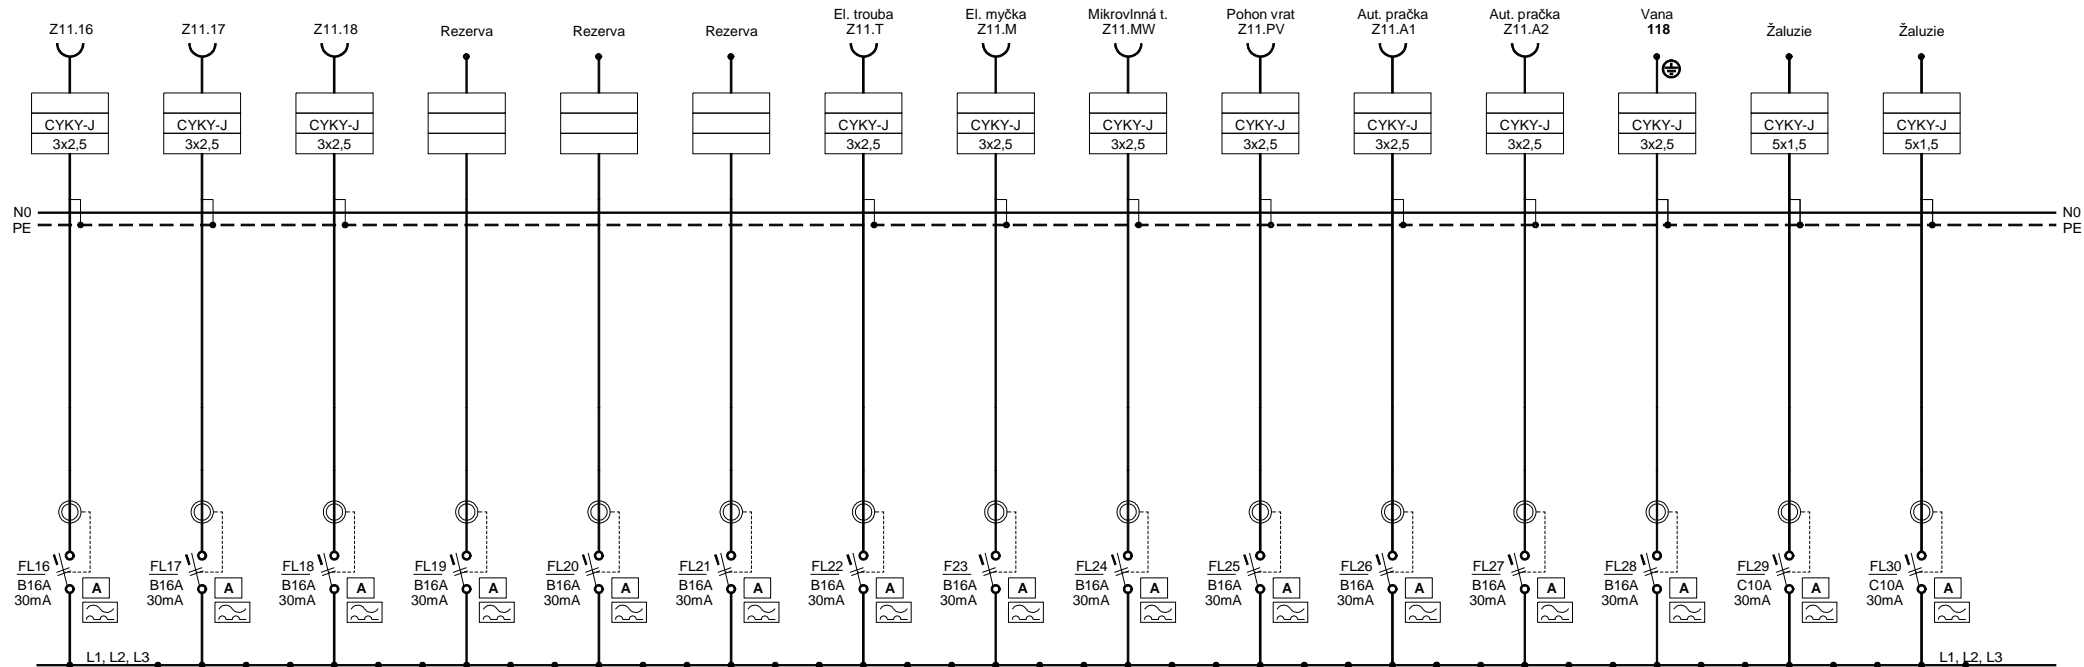 Z11.16
Z11.17
Z11.18
Rezerva
Rezerva
Rezerva
El. trouba
Z11.T
El. myčka
Z11.M
Mikrovlnná t.
Z11.MW
Pohon vrat
Z11.PV
Aut. pračka
Z11.A1
Aut. pračka
Z11.A2
Vana
118
Žaluzie
Žaluzie
CYKY-J
3x2,5
CYKY-J
3x2,5
CYKY-J
3x2,5
CYKY-J
3x2,5
CYKY-J
3x2,5
CYKY-J
3x2,5
CYKY-J
3x2,5
CYKY-J
3x2,5
CYKY-J
3x2,5
CYKY-J
3x2,5
CYKY-J
5x1,5
CYKY-J
5x1,5
N0
PE
N0
PE
FL16
B16A
30mA
A
FL17
B16A
30mA
A
FL18
B16A
30mA
A
FL19
B16A
30mA
A
FL20
B16A
30mA
A
FL21
B16A
30mA
A
FL22
B16A
30mA
A
F23
B16A
30mA
A
FL24
B16A
30mA
A
FL25
B16A
30mA
A
FL26
B16A
30mA
A
FL27
B16A
30mA
A
FL28
B16A
30mA
A
FL29
C10A
30mA
A
FL30
C10A
30mA
A
L1, L2, L3
L1, L2, L3